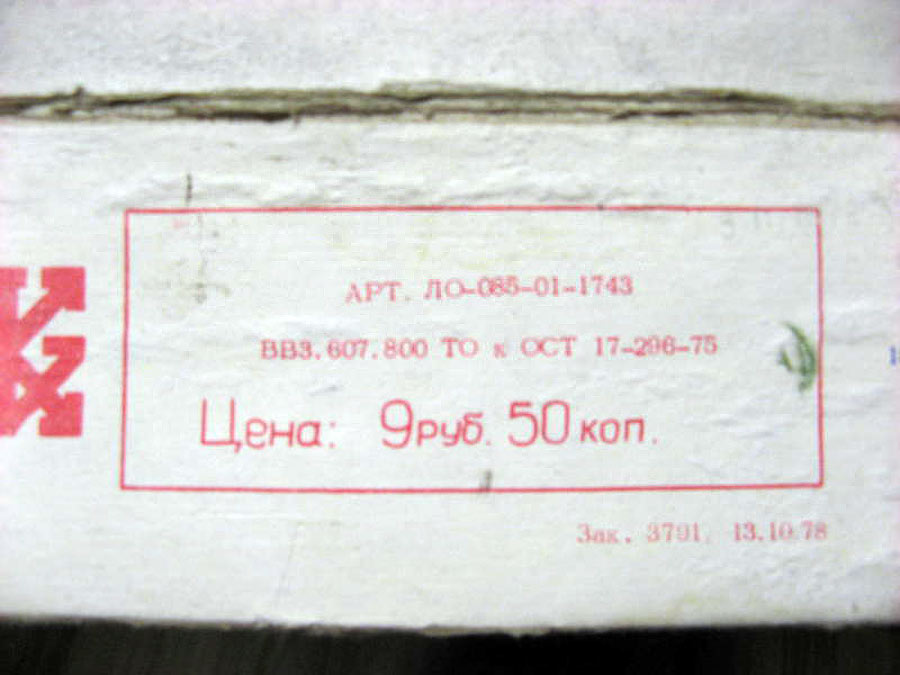 АРТ. ЛО-085-01-1743
ВВЗ.607.800 ТО к ОСТ 17-296-75
Цена: 9руб. 50коп.
Зак. 3791. 13.10.78